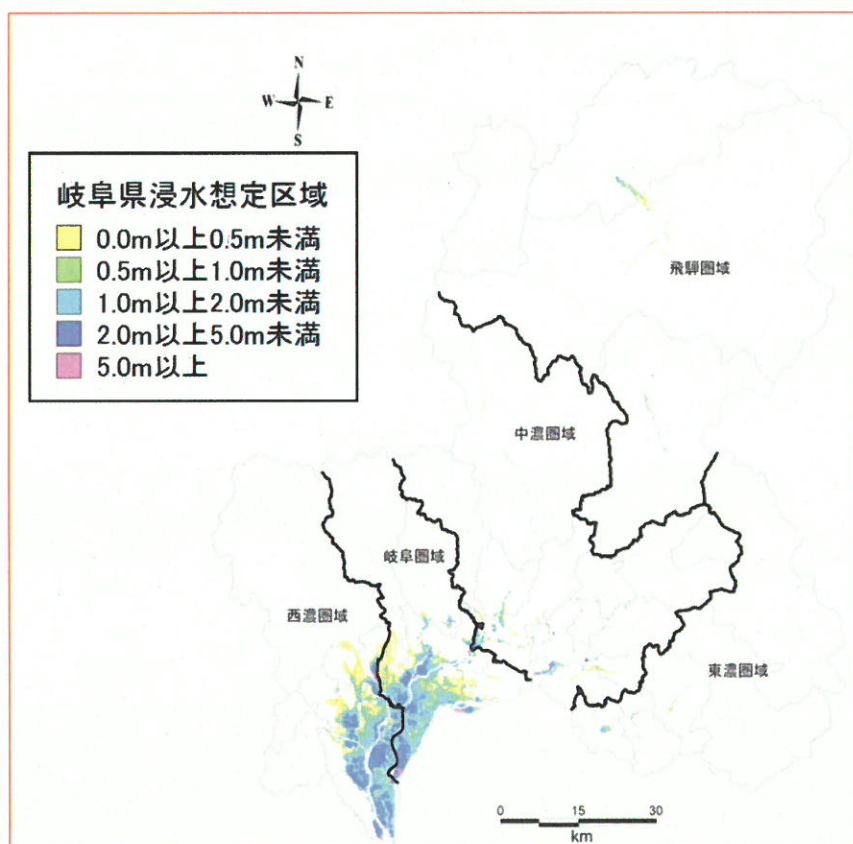 N
W E
S
岐阜県浸水想定区域
0.0m以上0.5m未満
0.5m以上1.0m未満
1.0m以上2.0m未満
2.0m以上5.0m未満
5.0m以上
飛騨圏域
中濃圏域
岐阜圏域
西濃圏域
東濃圏域
0 15 30
km